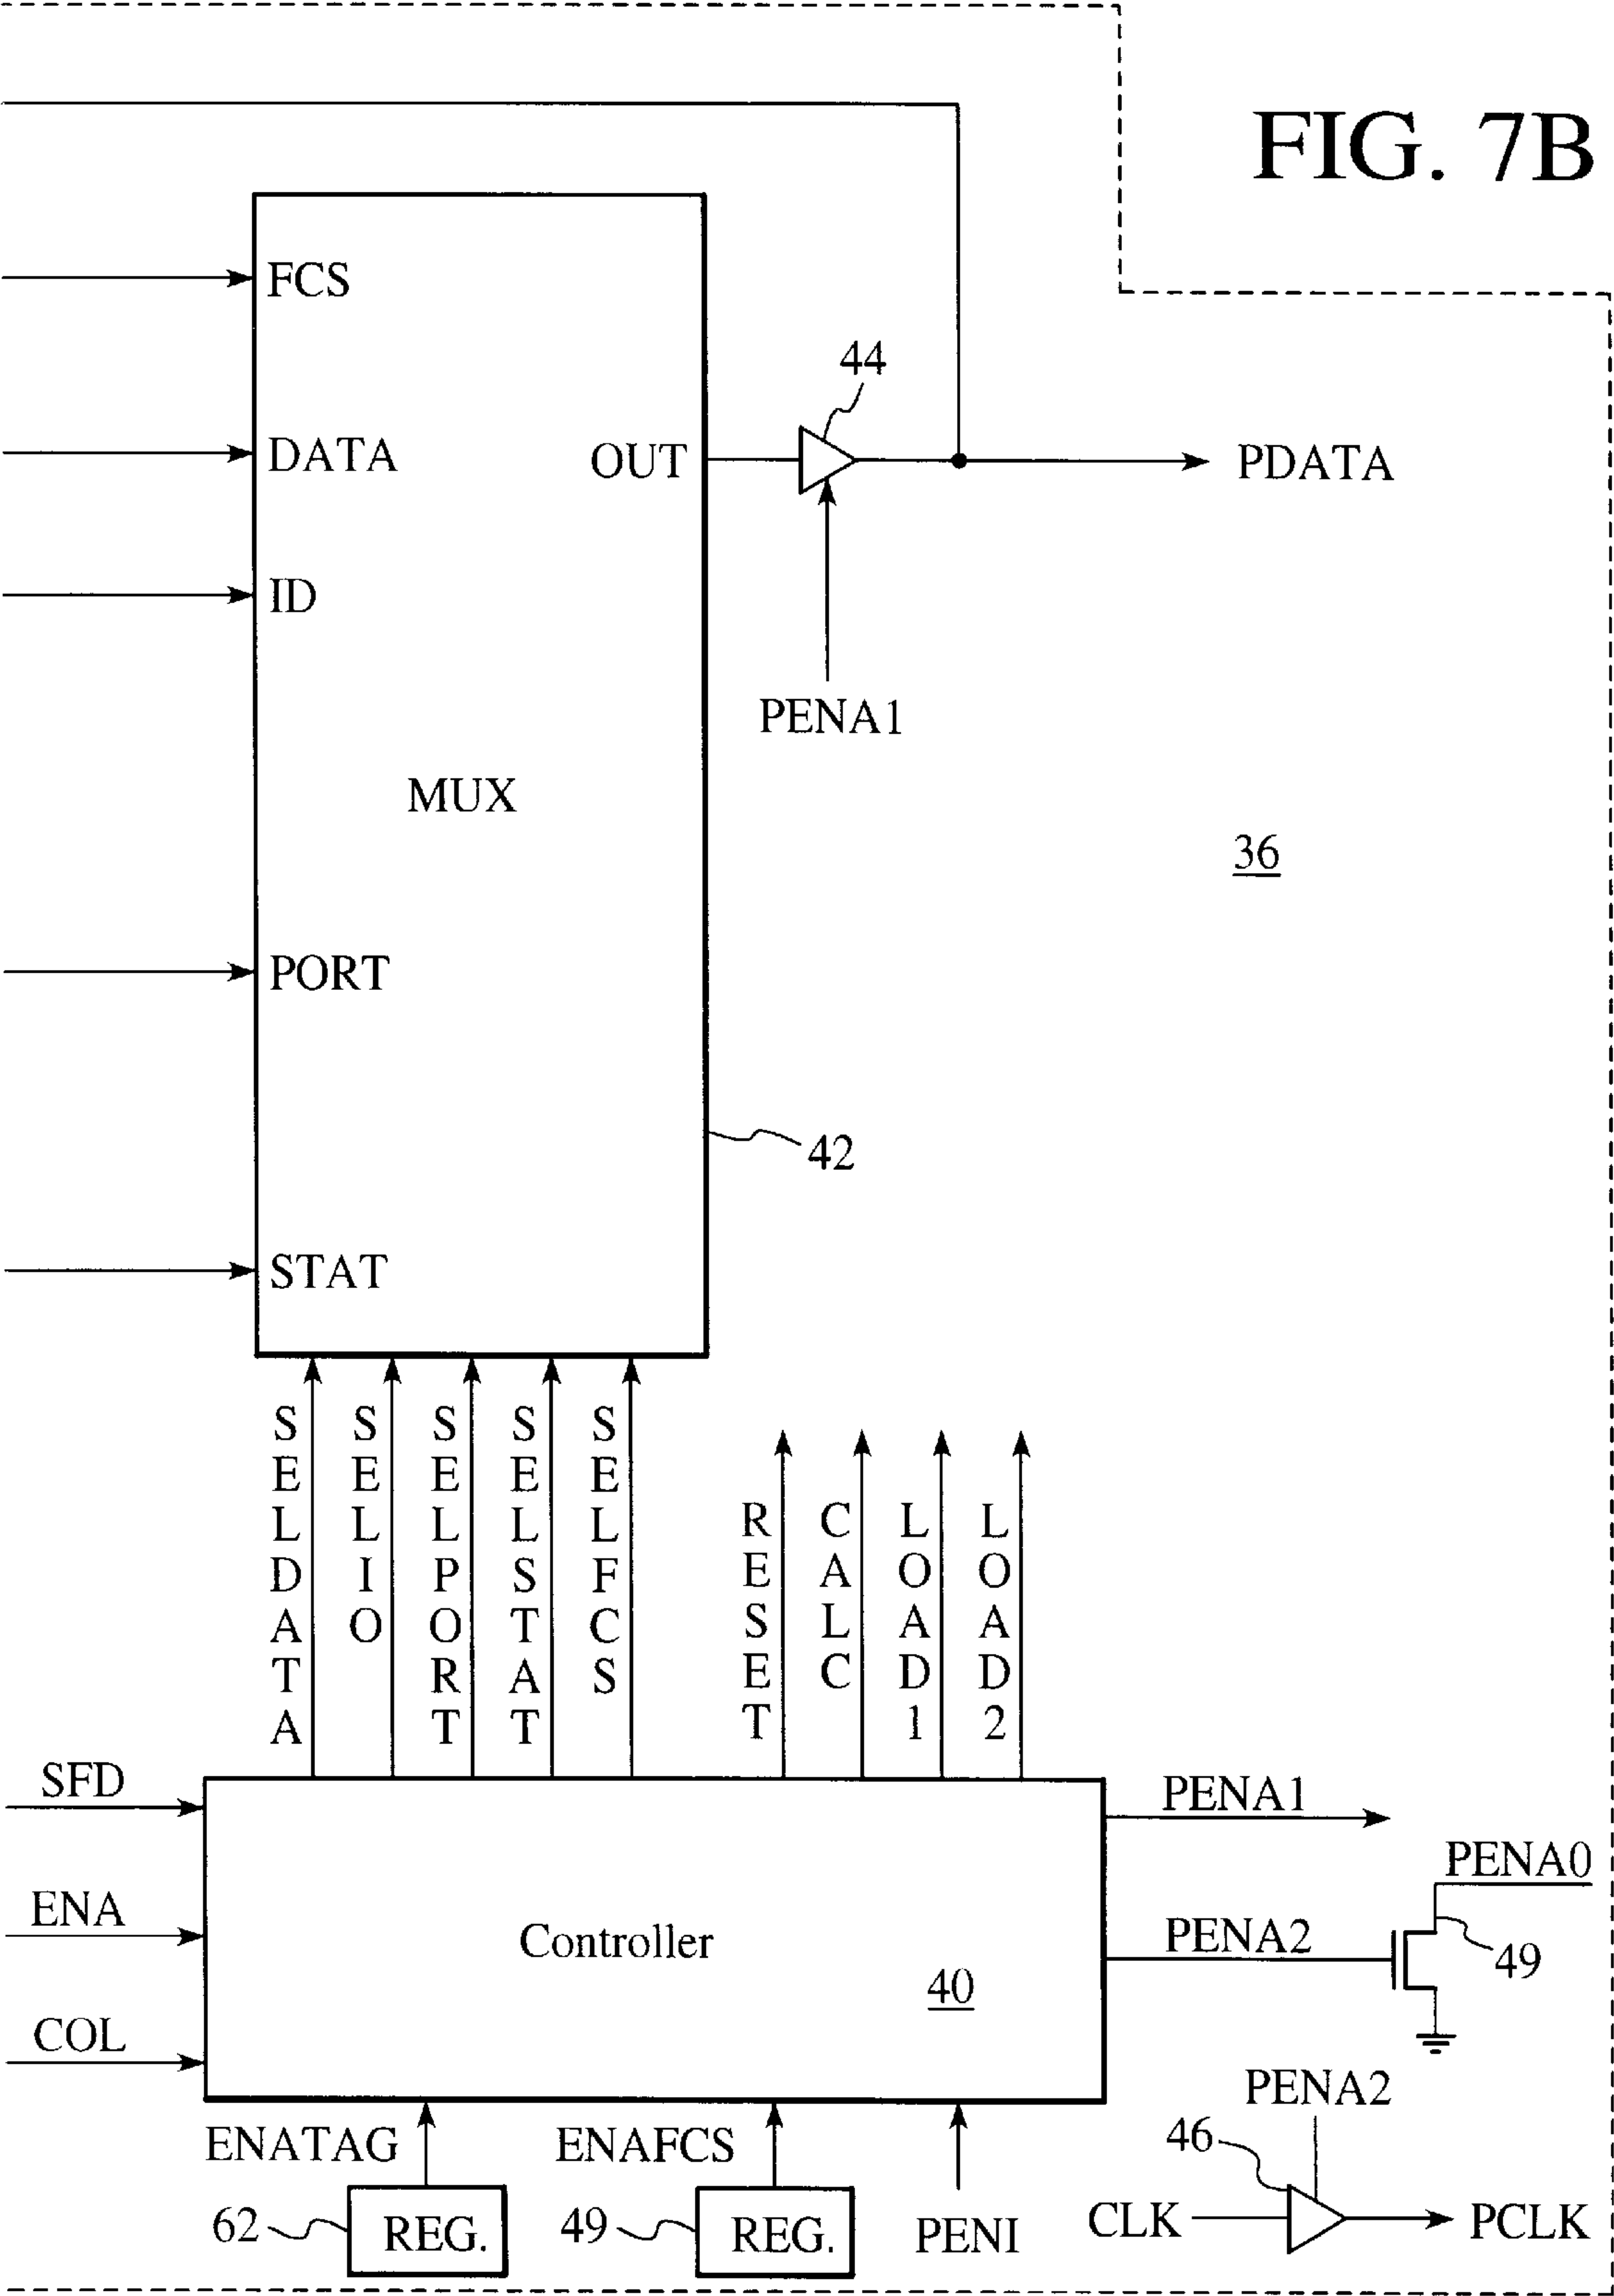 FIG. 7B
FCS
44
DATA
OUT
PDATA
ID
PENA1
MUX
36
PORT
42
STAT
SELDATA
SELIO
SELPORT
SELSTAT
SELFCS
RESET
CALC
LOAD1
LOAD2
SFD
PENA1
PENA0
ENA
Controller
PENA2
49
40
COL
PENA2
ENATAG
ENAFCS
46
62
REG.
49
REG.
PENI
CLK
PCLK